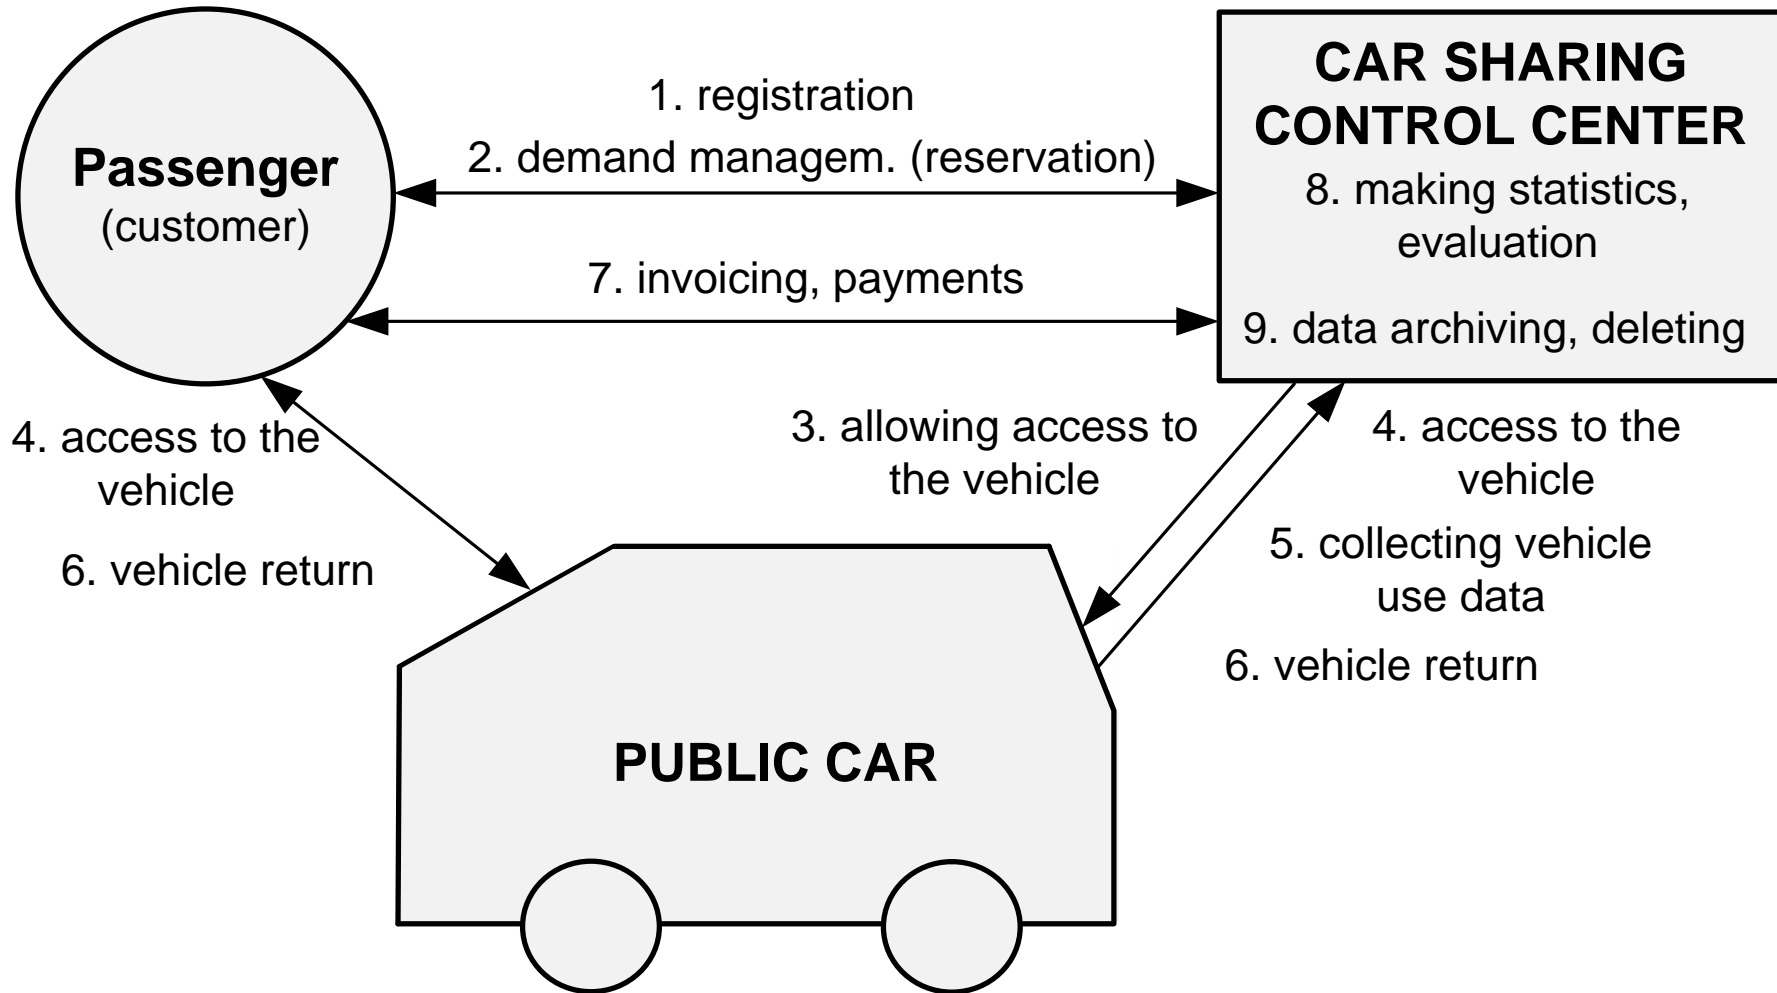 Passenger
(customer)
1. registration
2. demand managem. (reservation)
7. invoicing, payments
CAR SHARING
CONTROL CENTER
8. making statistics,
evaluation
9. data archiving, deleting
4. access to the
vehicle
6. vehicle return
3. allowing access to
the vehicle
4. access to the
vehicle
5. collecting vehicle
use data
6. vehicle return
PUBLIC CAR